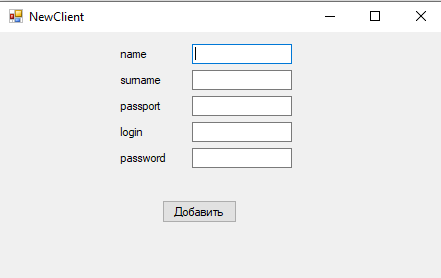 NewClient
name
surname
passport
login
password
Добавить